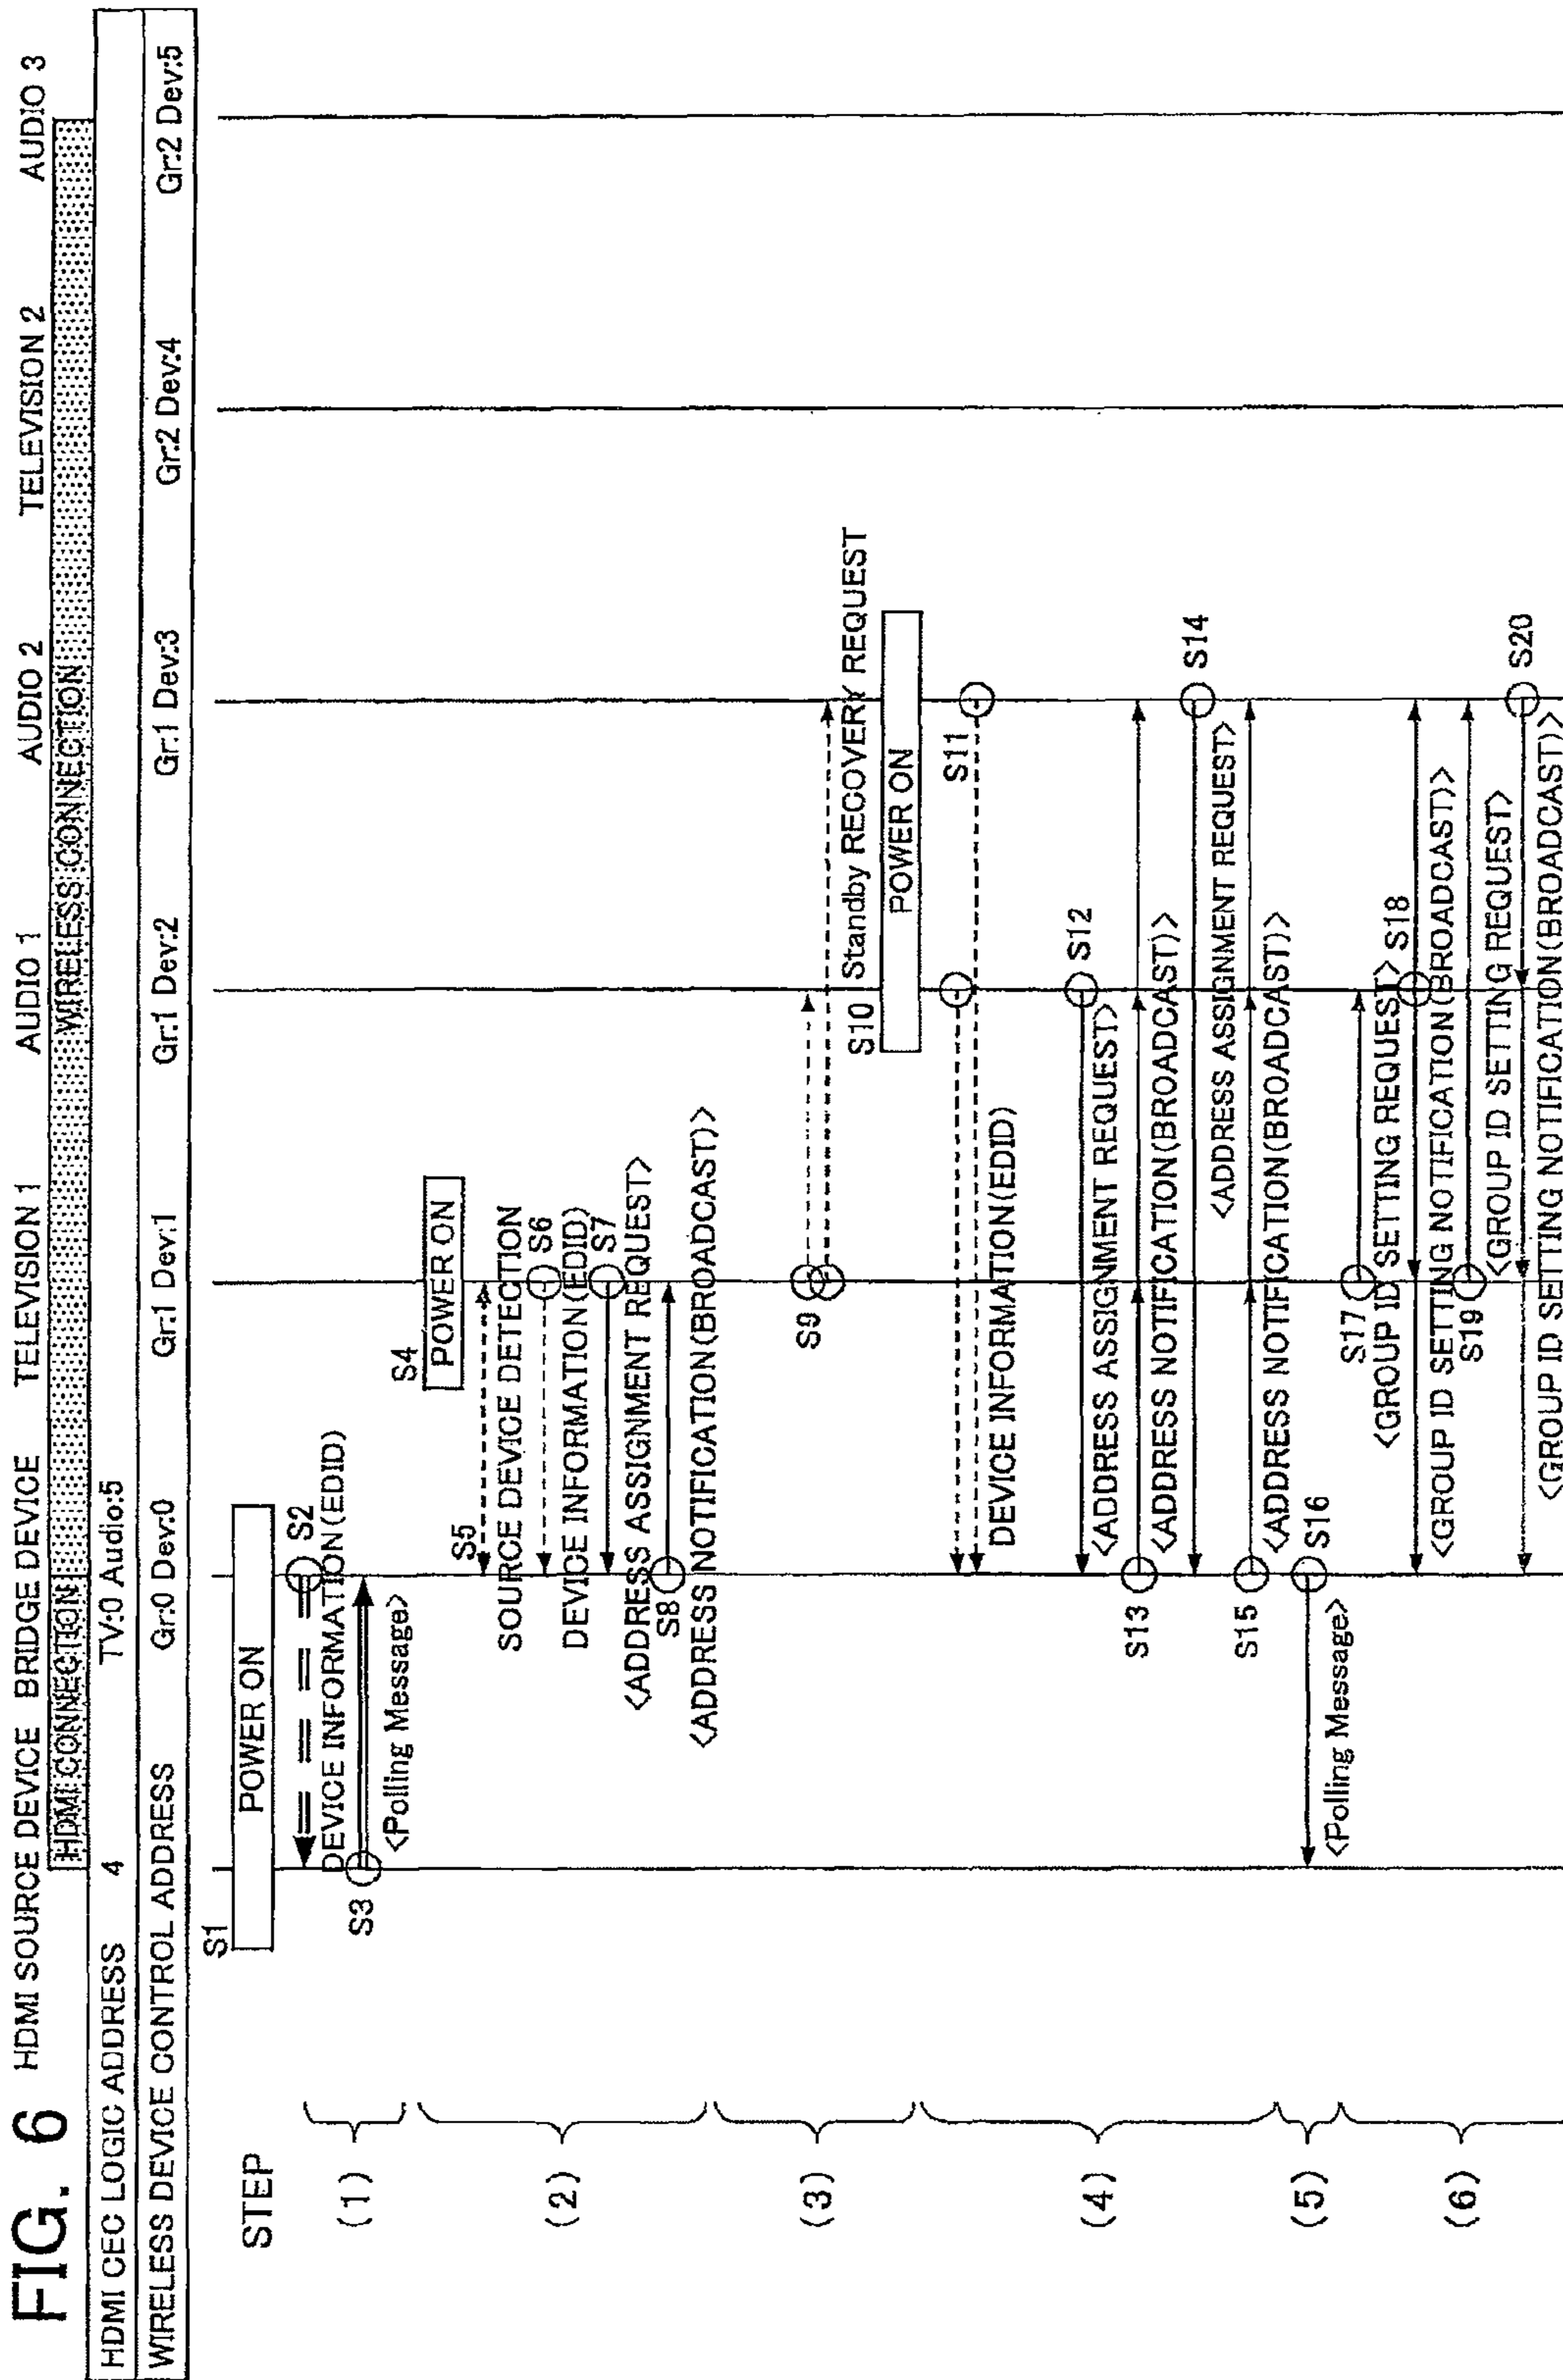 FIG. 6
HDMI SOURCE DEVICE BRIDGE DEVICE TELEVISION 1 AUDIO 1 AUDIO 2 TELEVISION 2 AUDIO 3
HDMI CONNECTION WIRELESS CONNECTION
HDMI CEC LOGIC ADDRESS 4 TV:0 Audio:5
WIRELESS DEVICE CONTROL ADDRESS Gr:0 Dev:0 Gr:1 Dev:1 Gr:1 Dev:2 Gr:1 Dev:3 Gr:2 Dev:4 Gr:2 Dev:5
STEP
S1
POWER ON
(1)
S2
DEVICE INFORMATION(EDID)
S3
<Polling Message>
(2)
S4
POWER ON
S5
SOURCE DEVICE DETECTION
S6
DEVICE INFORMATION(EDID)
S7
<ADDRESS ASSIGNMENT REQUEST>
S8
<ADDRESS NOTIFICATION(BROADCAST)>
(3)
S9
S10 Standby RECOVERY REQUEST
POWER ON
(4)
S11
DEVICE INFORMATION(EDID)
S12
<ADDRESS ASSIGNMENT REQUEST>
S13
<ADDRESS NOTIFICATION(BROADCAST)>
S14
<ADDRESS ASSIGNMENT REQUEST>
S15
<ADDRESS NOTIFICATION(BROADCAST)>
(5)
S16
<Polling Message>
(6)
S17
<GROUP ID SETTING REQUEST>
S18
<GROUP ID SETTING NOTIFICATION(BROADCAST)>
S19
<GROUP ID SETTING REQUEST>
S20
<GROUP ID SETTING NOTIFICATION(BROADCAST)>